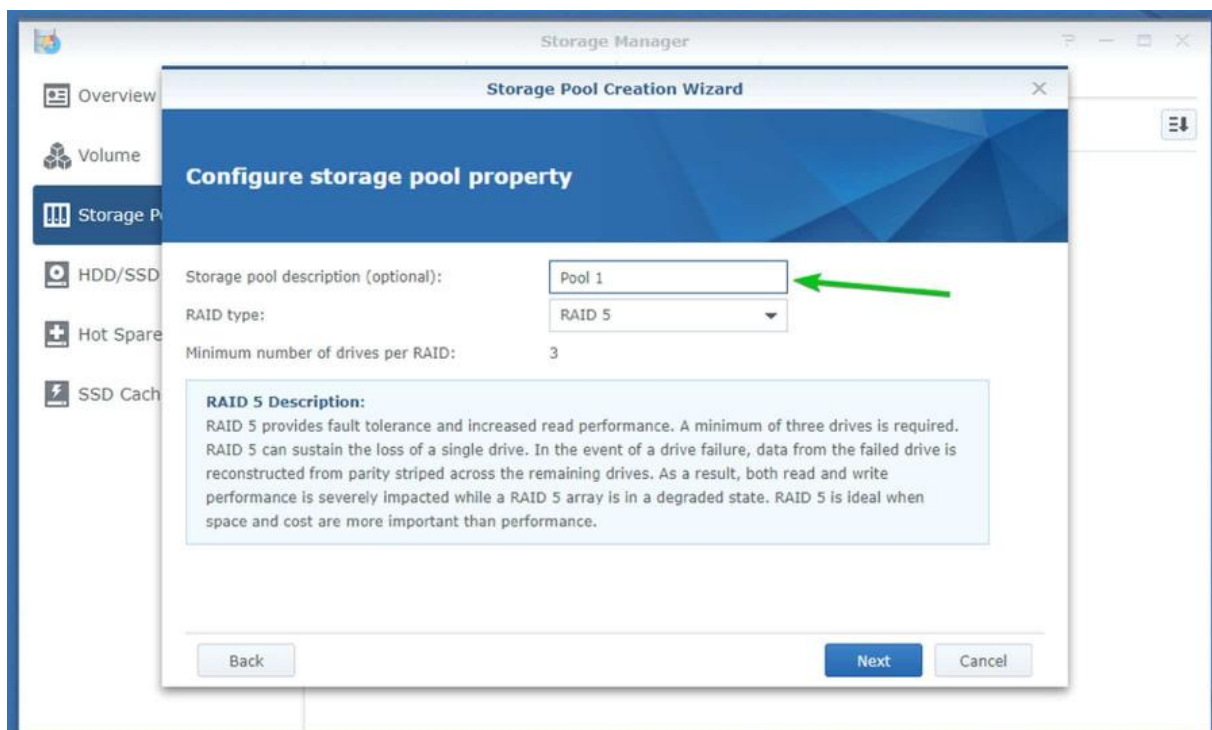 Storage Manager
Storage Pool Creation Wizard
Overview
Volume
Configure storage pool property
Storage
HDD/SSD
Storage pool description (optional):
Pool 1
RAID type:
RAID 5
Hot Spare
Minimum number of drives per RAID:
3
SSD Cach
RAID 5 Description:
RAID 5 provides fault tolerance and increased read performance. A minimum of three drives is required.
RAID 5 can sustain the loss of a single drive. In the event of a drive failure, data from the failed drive is
reconstructed from parity striped across the remaining drives. As a result, both read and write
performance is severely impacted while a RAID 5 array is in a degraded state. RAID 5 is ideal when
space and cost are more important than performance.
Back
Next
Cancel